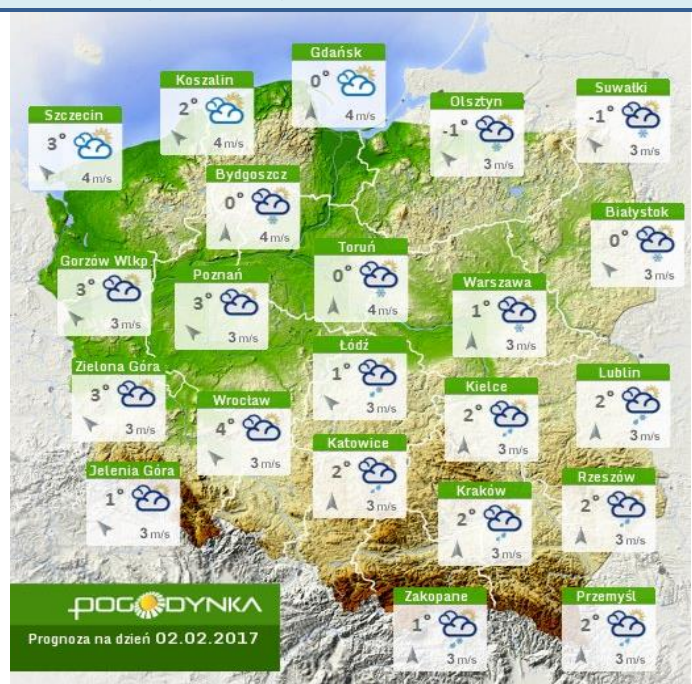 Gdańsk
0°
4 m/s
Koszalin
2°
4 m/s
Suwałki
-1°
3 m/s
Olsztyn
-1°
3 m/s
Szczecin
3°
4 m/s
Bydgoszcz
0°
4 m/s
Białystok
0°
3 m/s
Toruń
0°
4 m/s
Gorzów Wlkp
3°
3 m/s
Poznań
3°
3 m/s
Warszawa
1°
3 m/s
Łódź
1°
3 m/s
Zielona Góra
3°
3 m/s
Lublin
2°
3 m/s
Kielce
2°
3 m/s
Wrocław
4°
3 m/s
Katowice
2°
3 m/s
Jelenia Góra
1°
3 m/s
Rzeszów
2°
3 m/s
Kraków
2°
3 m/s
Zakopane
1°
3 m/s
Przemyśl
2°
3 m/s
POGODYNKA
Prognoza na dzień 02.02.2017